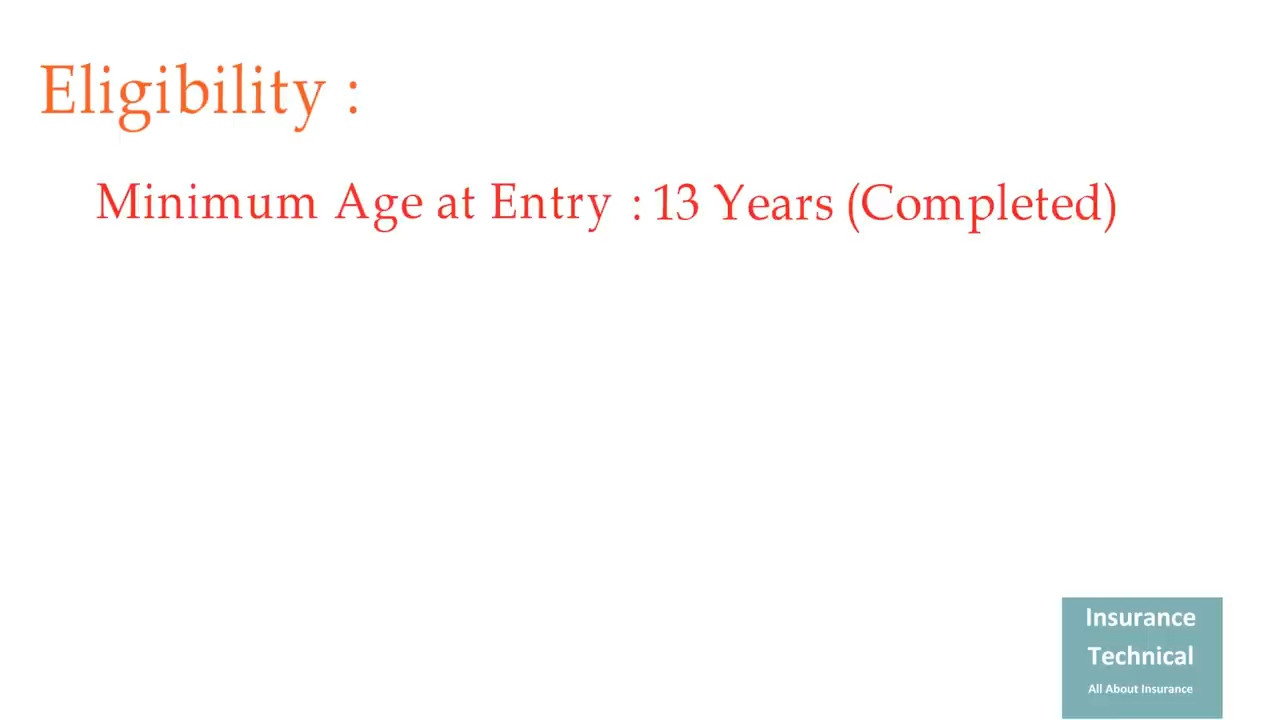 Eligibility :
Minimum Age at Entry : 13 Years (Completed)
Insurance
Technical
All About Insurance